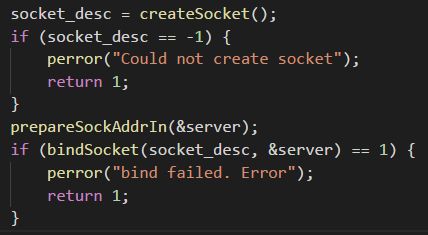 socket_desc = createSocket();
if (socket_desc == -1) {
    perror("Could not create socket");
    return 1;
}
prepareSockAddrIn(&server);
if (bindSocket(socket_desc, &server) == 1) {
    perror("bind failed. Error");
    return 1;
}